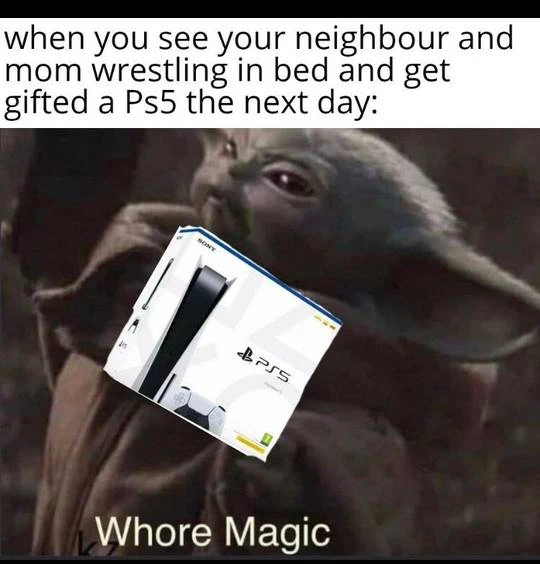 when you see your neighbour and
mom wrestling in bed and get
gifted a Ps5 the next day:
SONY
PS5
Whore Magic